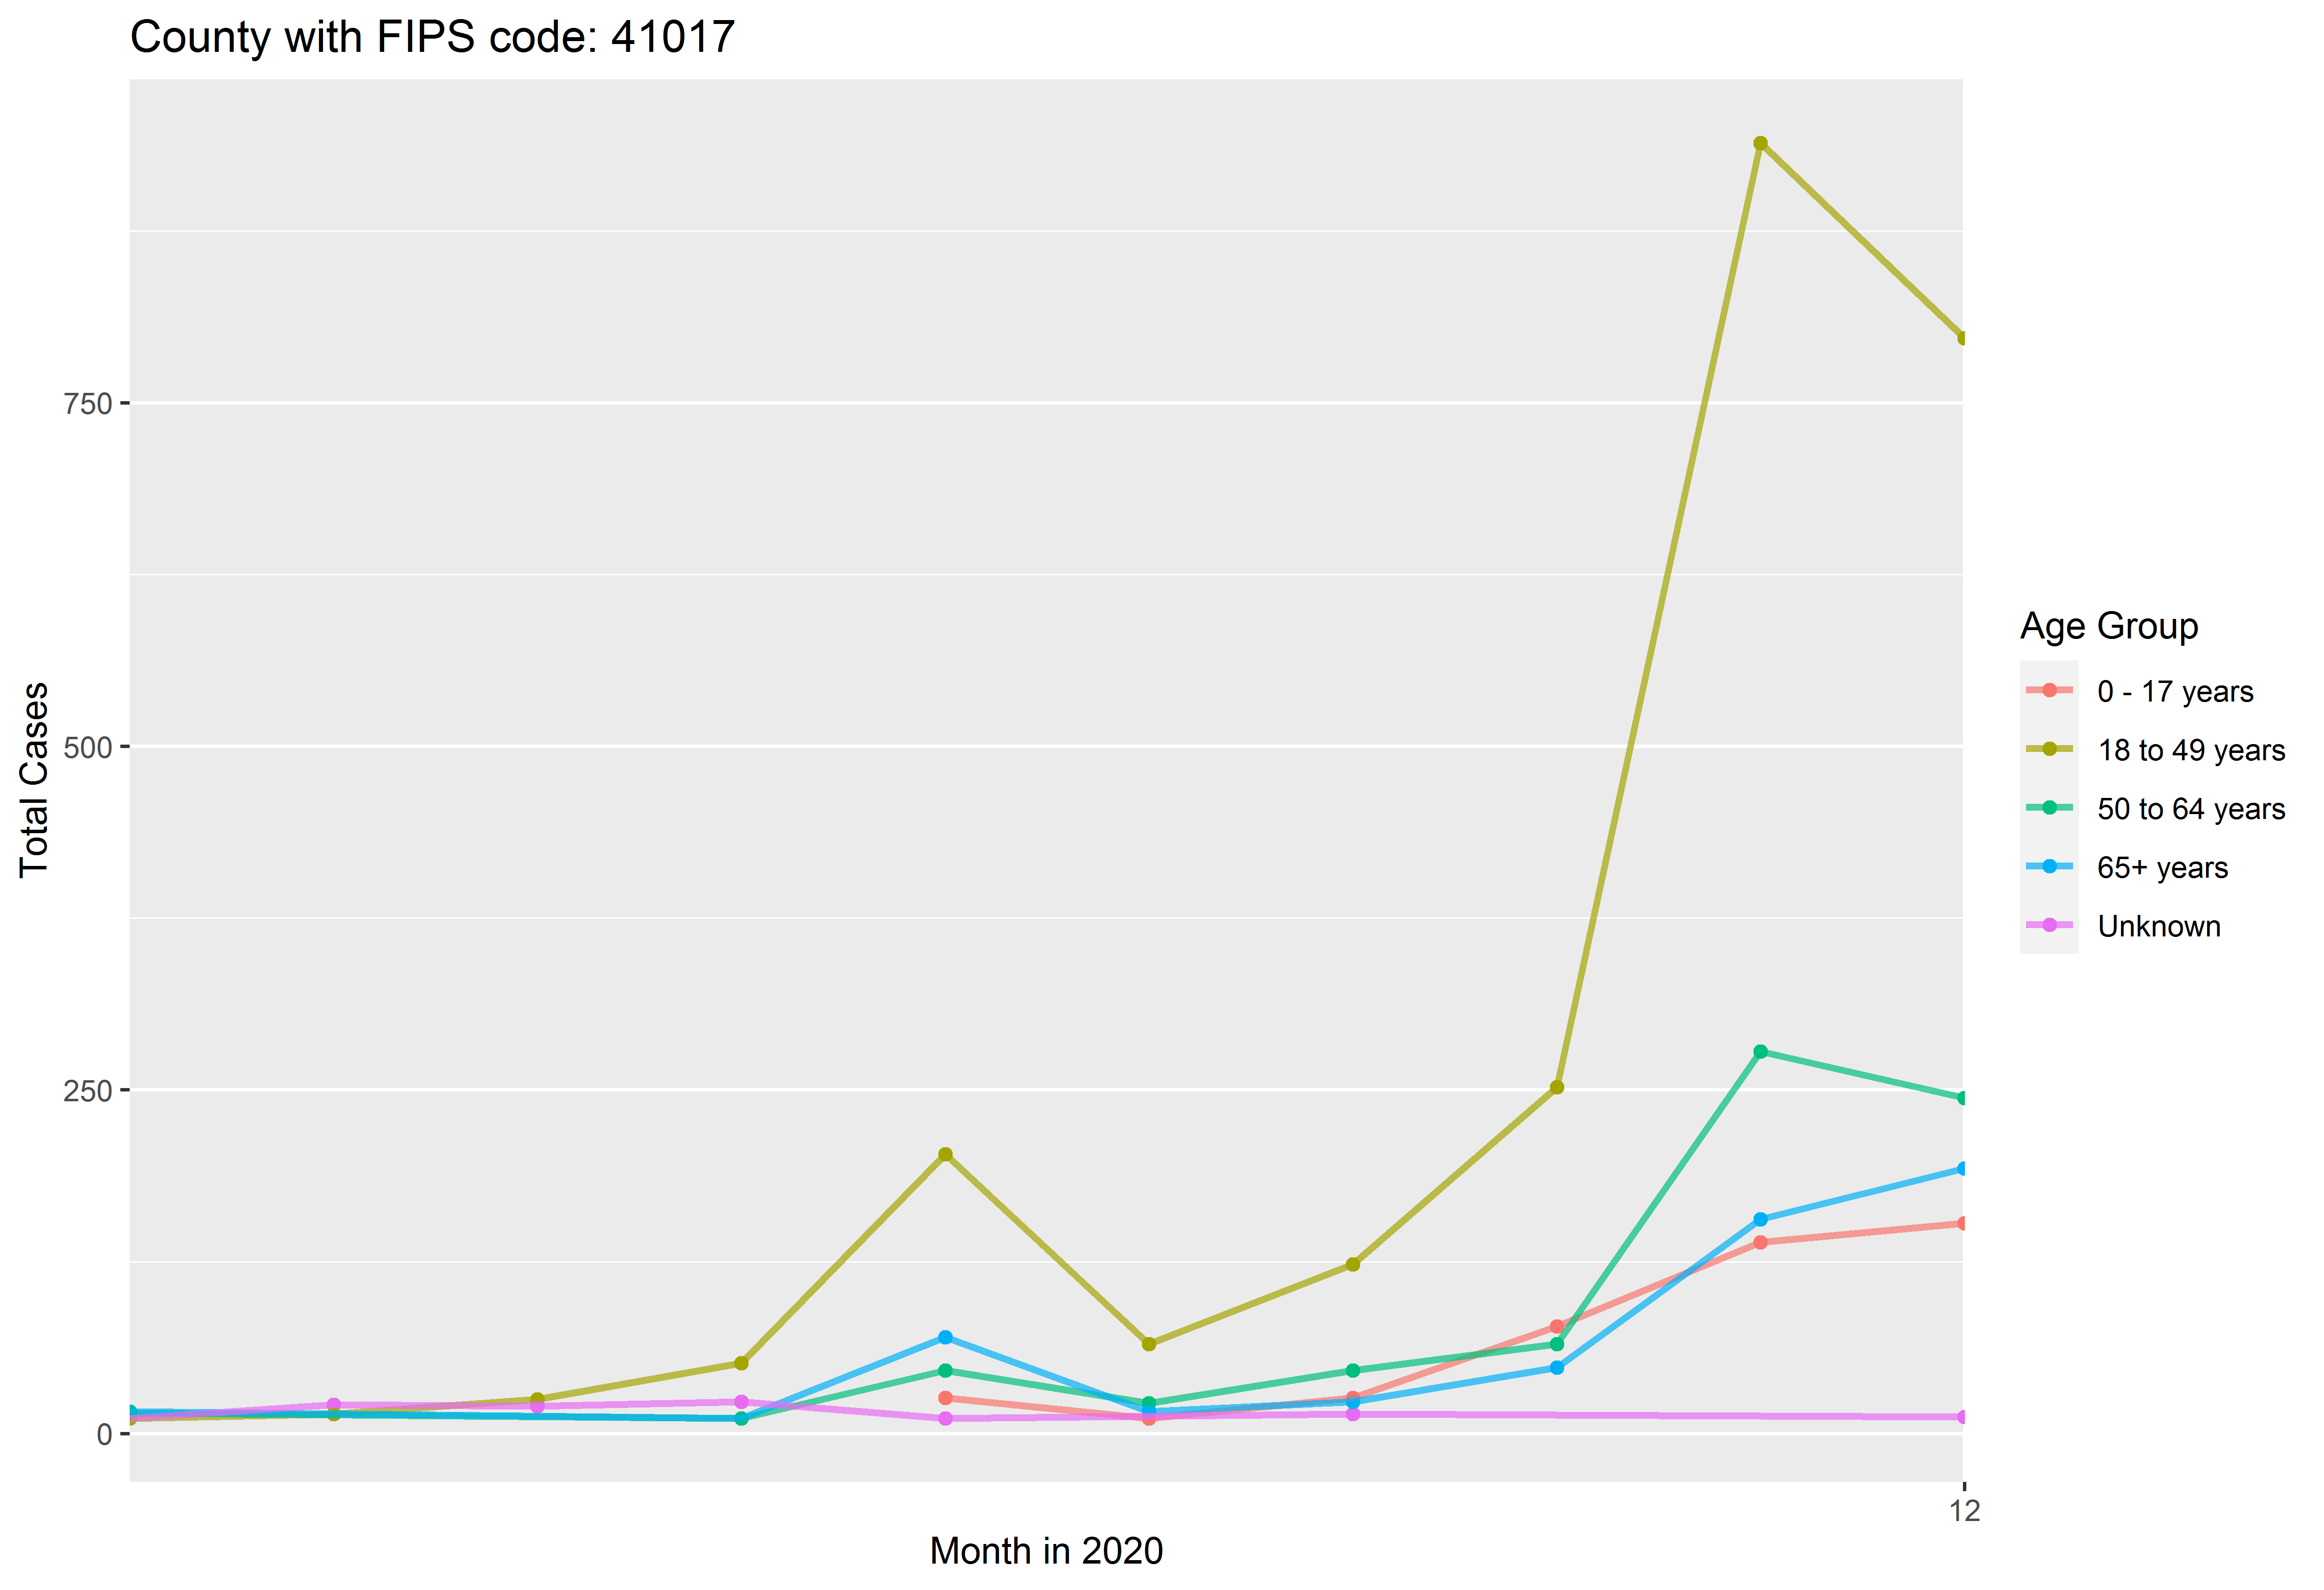 County with FIPS code: 41017
Total Cases
750
500
250
0
12
Month in 2020
Age Group
0 - 17 years
18 to 49 years
50 to 64 years
65+ years
Unknown